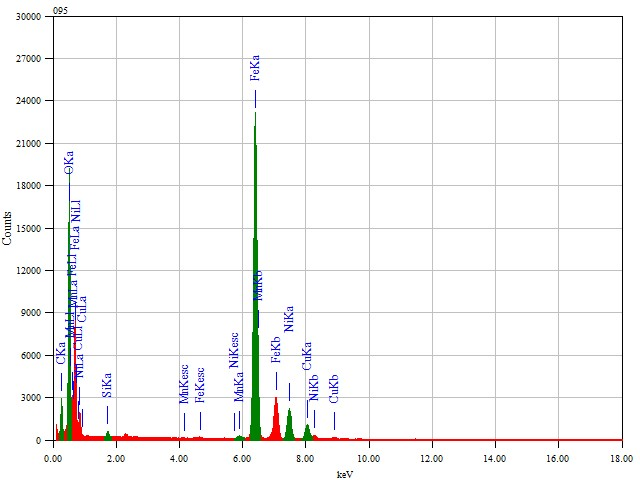 095
30000
27000
24000
21000
18000
15000
12000
9000
6000
3000
0
Counts
CKa
OKa
MnLl MnLa FeLl FeLa NiLl
NiLa CuLl CuLa
SiKa
MnKesc
FeKesc
NiKesc
MnKa
FeKa
MnKb
FeKb
NiKa
CuKa
NiKb
CuKb
0.00 2.00 4.00 6.00 8.00 10.00 12.00 14.00 16.00 18.00
keV